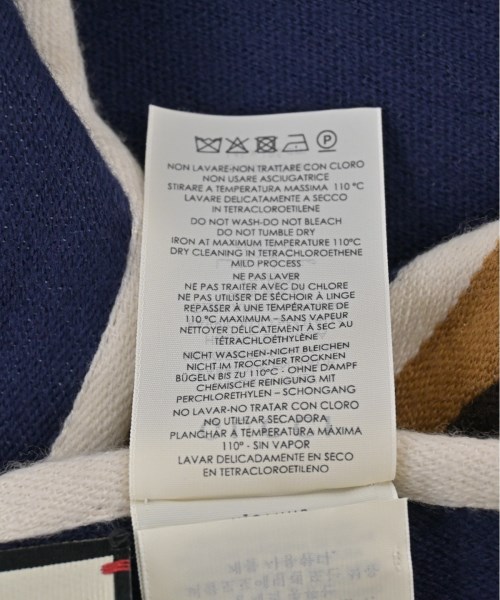 NON LAVARE-NON TRATTARE CON CLORO
NON USARE ASCIUGATRICE
STIRARE A TEMPERATURA MASSIMA 110 °C
LAVARE DELICATAMENTE A SECCO
IN TETRACLOROETILENE
DO NOT WASH-DO NOT BLEACH
DO NOT TUMBLE DRY
IRON AT MAXIMUM TEMPERATURE 110°C
DRY CLEANING IN TETRACHLOROETHENE
MILD PROCESS
NE PAS LAVER
NE PAS TRAITER AVEC DU CHLORE
NE PAS UTILISER DE SÉCHOIR À LINGE
REPASSER À UNE TEMPÉRATURE DE
110 °C MAXIMUM – SANS VAPEUR
NETTOYER DÉLICATEMENT À SEC AU
TÉTRACHLOÉTHYLÈNE
NICHT WASCHEN-NICHT BLEICHEN
NICHT IM TROCKNER TROCKNEN
BÜGELN BIS ZU 110°C - OHNE DAMPF
CHEMISCHE REINIGUNG MIT
PERCHLORETHYLEN – SCHONGANG
NO LAVAR-NO TRATAR CON CLORO
NO UTILIZAR SECADORA
PLANCHAR A TEMPERATURA MÁXIMA
110° - SIN VAPOR
LAVAR DELICADAMENTE EN SECO
EN TETRACLOROETILENO